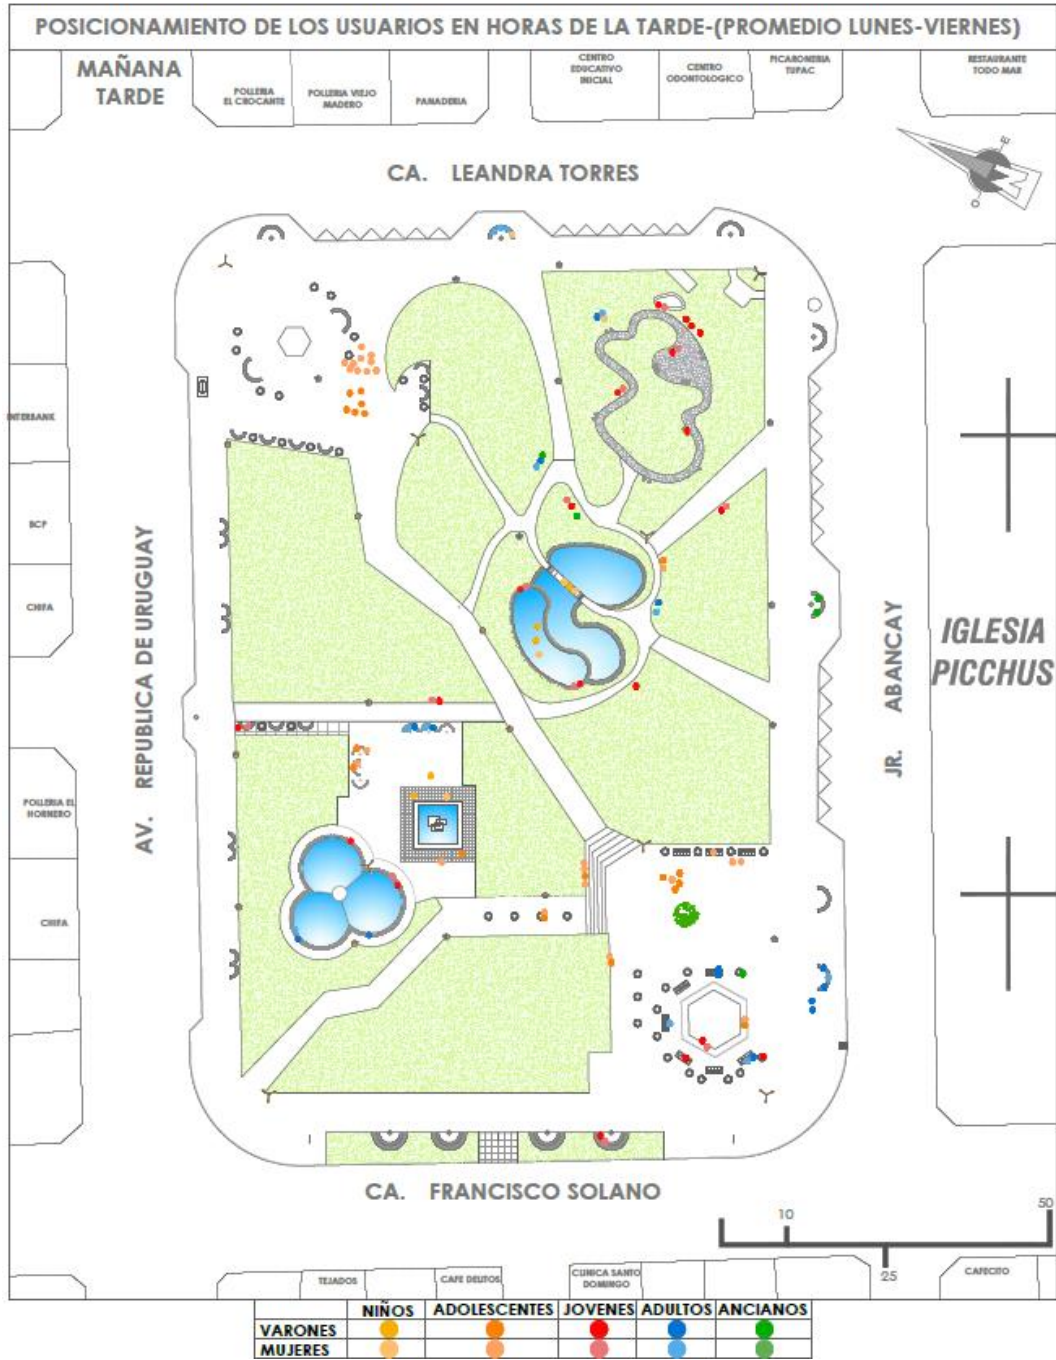 POSICIONAMIENTO DE LOS USUARIOS EN HORAS DE LA TARDE-(PROMEDIO LUNES-VIERNES)
MAÑANA
TARDE
POLLERIA
EL CROCANTE
POLLERIA VIEJO
MADERO
PANADERIA
CENTRO
EDUCATIVO
INICIAL
CENTRO
ODONTOLOGICO
PICARONERIA
TUPAC
RESTAURANTE
TODO MAR
CA. LEANDRA TORRES
E
N
O
INTERBANK
BCP
CHIFA
AV. REPUBLICA DE URUGUAY
POLLERIA EL
HORNERO
CHIFA
JR. ABANCAY
IGLESIA
PICCHUS
CA. FRANCISCO SOLANO
10
50
25
TEJADOS
CAFE DELITOS
CLINICA SANTO
DOMINGO
CAFECITO
NIÑOS ADOLESCENTES JOVENES ADULTOS ANCIANOS
VARONES
MUJERES